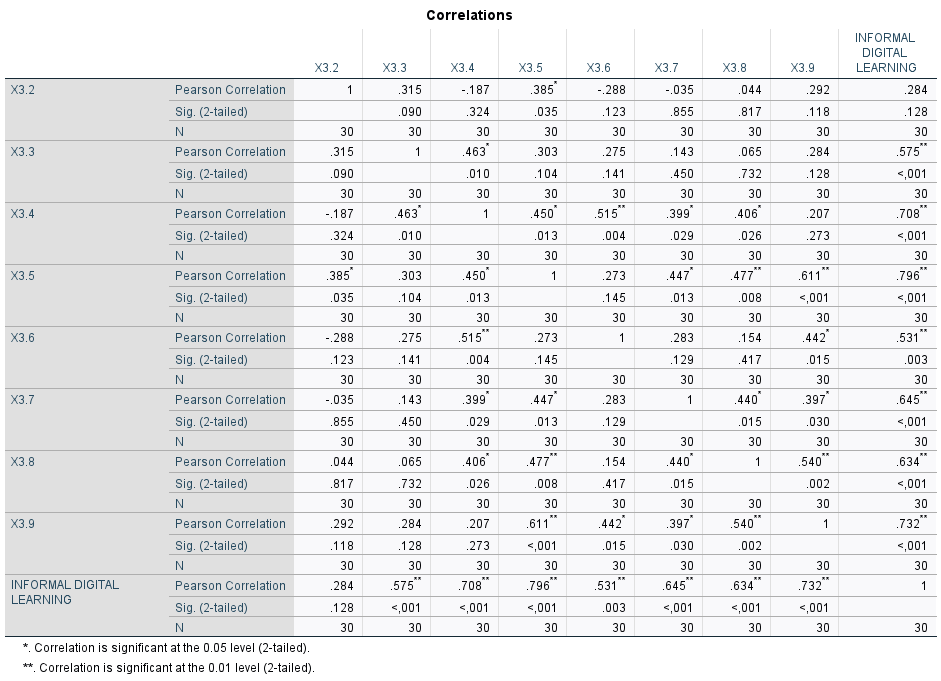 Correlations
X3.2 X3.3 X3.4 X3.5 X3.6 X3.7 X3.8 X3.9 INFORMAL DIGITAL LEARNING
X3.2 Pearson Correlation 1 .315 -.187 .385* -.288 -.035 .044 .292 .284
Sig. (2-tailed) .090 .324 .035 .123 .855 .817 .118 .128
N 30 30 30 30 30 30 30 30 30
X3.3 Pearson Correlation .315 1 .463* .303 .275 .143 .065 .284 .575**
Sig. (2-tailed) .090 .010 .104 .141 .450 .732 .128 <,001
N 30 30 30 30 30 30 30 30 30
X3.4 Pearson Correlation -.187 .463* 1 .450* .515** .399* .406* .207 .708**
Sig. (2-tailed) .324 .010 .013 .004 .029 .026 .273 <,001
N 30 30 30 30 30 30 30 30 30
X3.5 Pearson Correlation .385* .303 .450* 1 .273 .447* .477** .611** .796**
Sig. (2-tailed) .035 .104 .013 .145 .013 .008 <,001 <,001
N 30 30 30 30 30 30 30 30 30
X3.6 Pearson Correlation -.288 .275 .515** .273 1 .283 .154 .442* .531**
Sig. (2-tailed) .123 .141 .004 .145 .129 .417 .015 .003
N 30 30 30 30 30 30 30 30 30
X3.7 Pearson Correlation -.035 .143 .399* .447* .283 1 .440* .397* .645**
Sig. (2-tailed) .855 .450 .029 .013 .129 .015 .030 <,001
N 30 30 30 30 30 30 30 30 30
X3.8 Pearson Correlation .044 .065 .406* .477** .154 .440* 1 .540** .634**
Sig. (2-tailed) .817 .732 .026 .008 .417 .015 .002 <,001
N 30 30 30 30 30 30 30 30 30
X3.9 Pearson Correlation .292 .284 .207 .611** .442* .397* .540** 1 .732**
Sig. (2-tailed) .118 .128 .273 <,001 .015 .030 .002 <,001
N 30 30 30 30 30 30 30 30 30
INFORMAL DIGITAL LEARNING Pearson Correlation .284 .575** .708** .796** .531** .645** .634** .732** 1
Sig. (2-tailed) .128 <,001 <,001 <,001 .003 <,001 <,001 <,001
N 30 30 30 30 30 30 30 30 30
*. Correlation is significant at the 0.05 level (2-tailed).
**. Correlation is significant at the 0.01 level (2-tailed).